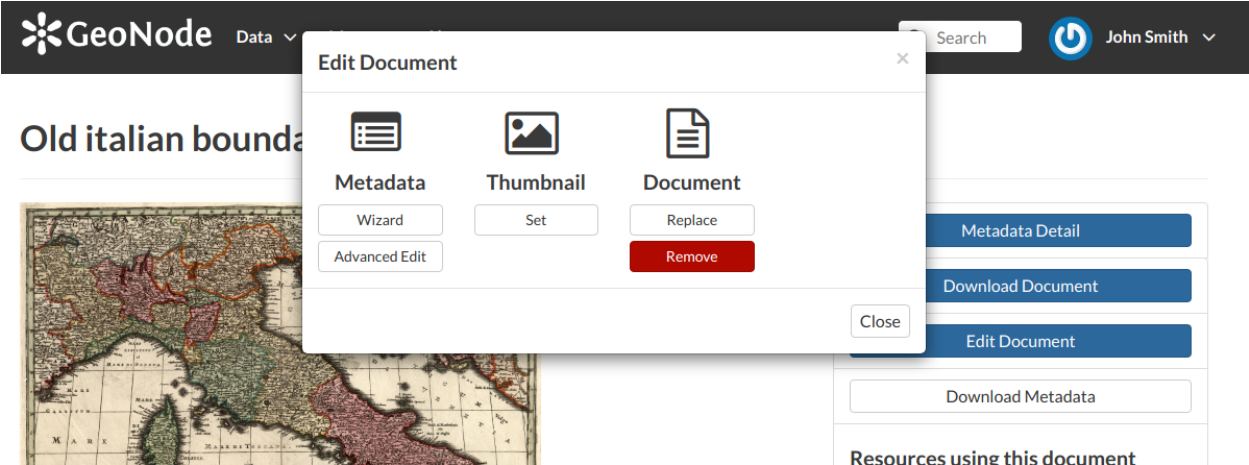 GeoNode Data Search John Smith
Edit Document ×
Old italian bounda
Metadata Thumbnail Document
Wizard Set Replace
Advanced Edit Remove
Close
Metadata Detail
Download Document
Edit Document
Download Metadata
Resources using this document
MARE